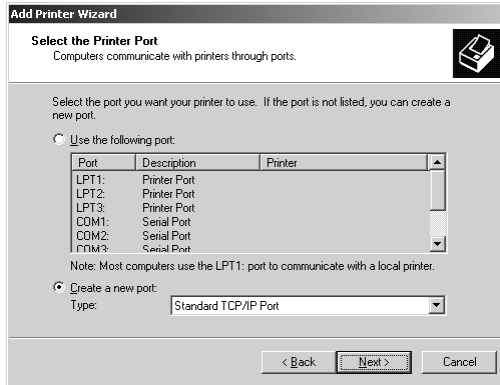 Add Printer Wizard
Select the Printer Port
Computers communicate with printers through ports.
Select the port you want your printer to use. If the port is not listed, you can create a
new port.
Use the following port:
Port Description Printer
LPT1: Printer Port
LPT2: Printer Port
LPT3: Printer Port
COM1: Serial Port
COM2: Serial Port
COM3: Serial Port
Note: Most computers use the LPT1: port to communicate with a local printer.
Create a new port:
Type: Standard TCP/IP Port
< Back Next > Cancel